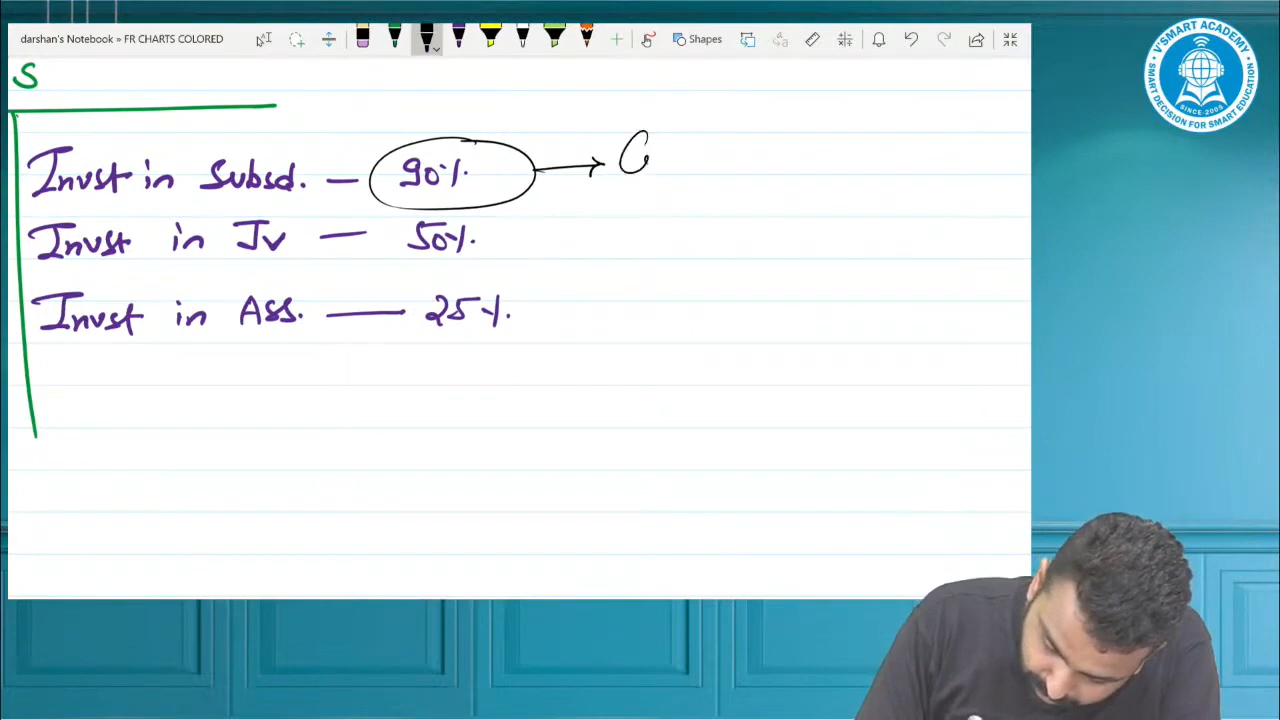 darshan's Notebook » FR CHARTS COLORED
Shapes
V'SMART ACADEMY
SMART DECISION FOR SMART EDUCATION
SINCE-2009
S
Invst in Subsd. — 90%. → C
Invst in Jv — 50%.
Invst in Ass. — 25%.